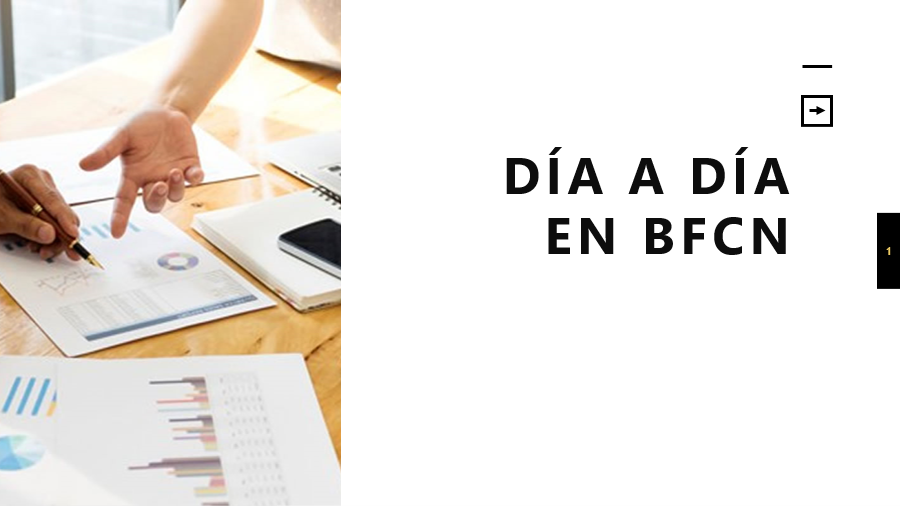 DÍA A DÍA
EN BFCN
1